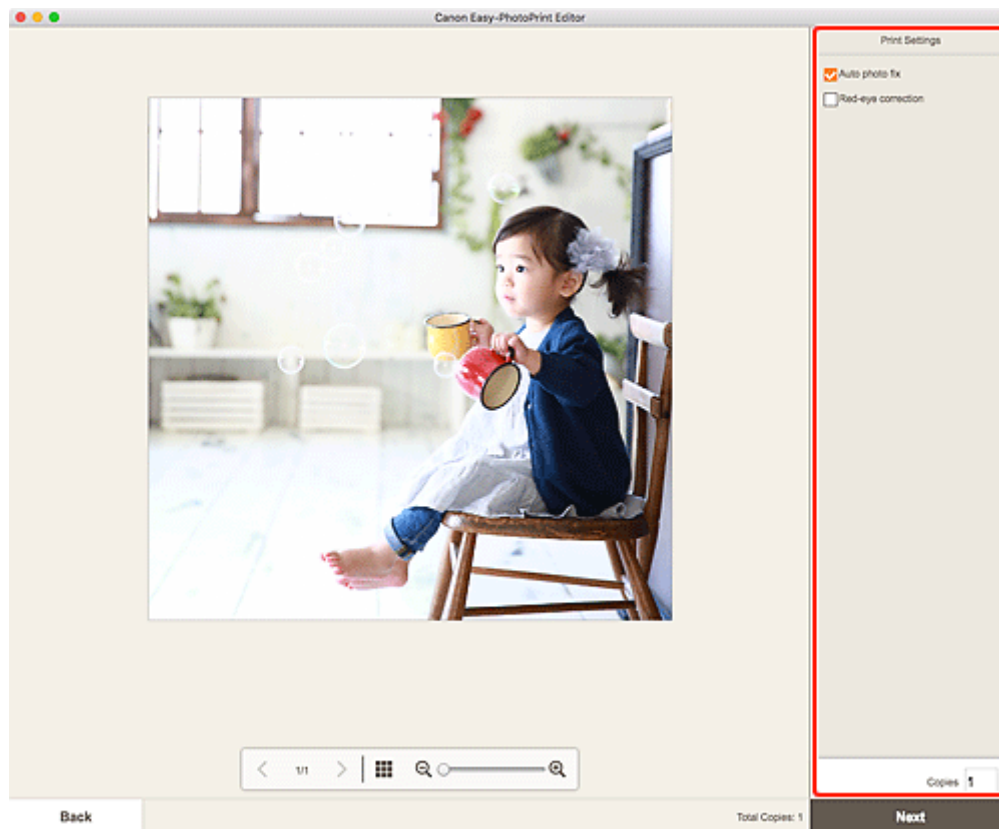 Canon Easy-PhotoPrint Editor
Print Settings
Auto photo fix
Red-eye correction
1/1
Copies 1
Back
Total Copies: 1
Next